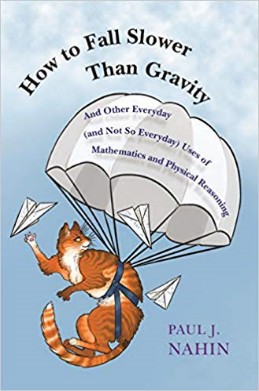 How to Fall Slower
Than Gravity
And Other Everyday
(and Not So Everyday) Uses of
Mathematics and Physical Reasoning
PAUL J.
NAHIN